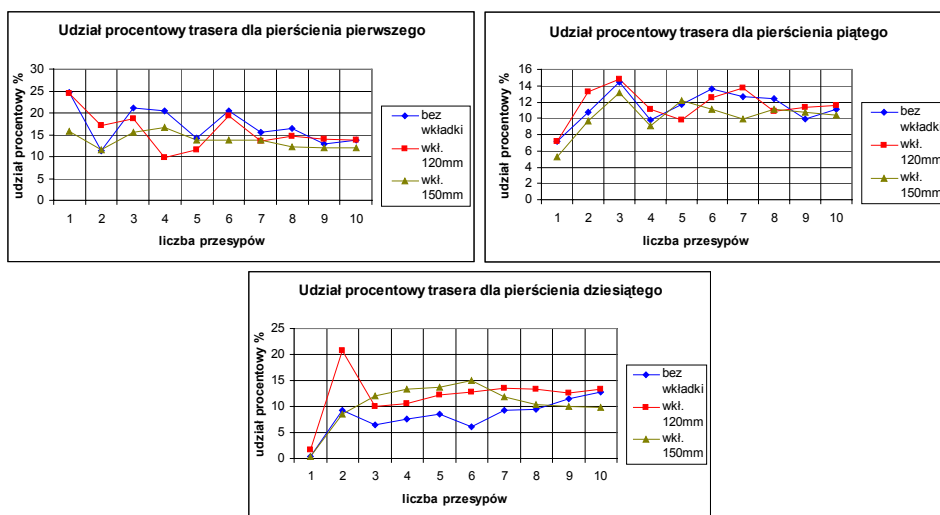 Udział procentowy trasera dla pierścienia pierwszego
udział procentowy %
30
25
20
15
10
5
0
1 2 3 4 5 6 7 8 9 10
liczba przesypów
bez
wkładki
wkł.
120mm
wkł.
150mm
Udział procentowy trasera dla pierścienia piątego
udział procentowy %
16
14
12
10
8
6
4
2
0
1 2 3 4 5 6 7 8 9 10
liczba przesypów
bez
wkładki
wkł.
120mm
wkł.
150mm
Udział procentowy trasera dla pierścienia dziesiątego
udział procentowy %
25
20
15
10
5
0
1 2 3 4 5 6 7 8 9 10
liczba przesypów
bez
wkładki
wkł.
120mm
wkł.
150mm